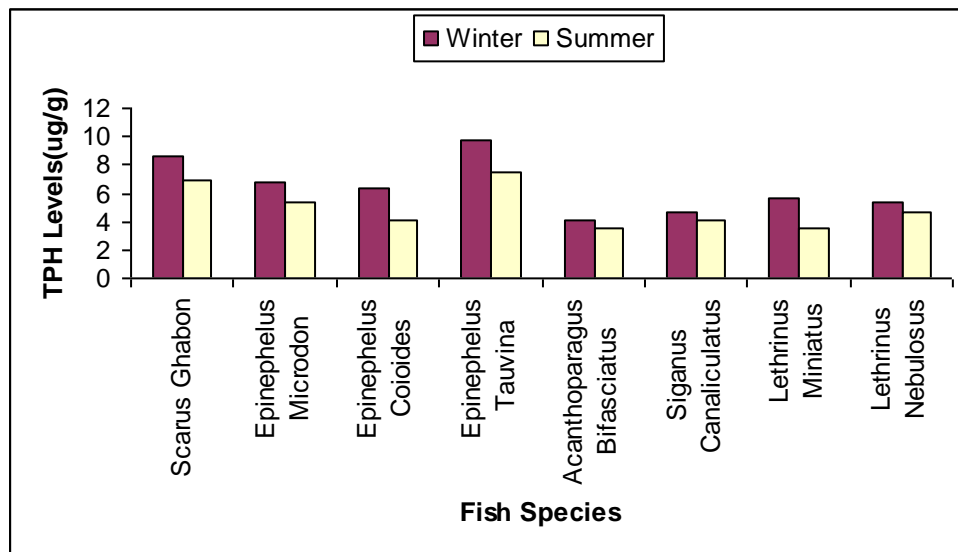 Winter Summer
TPH Levels(ug/g)
12
10
8
6
4
2
0
Scarus Ghabon
Epinephelus
Microdon
Epinephelus
Coioides
Epinephelus
Tauvina
Acanthoparagus
Bifasciatus
Siganus
Canaliculatus
Lethrinus
Miniatus
Lethrinus
Nebulosus
Fish Species